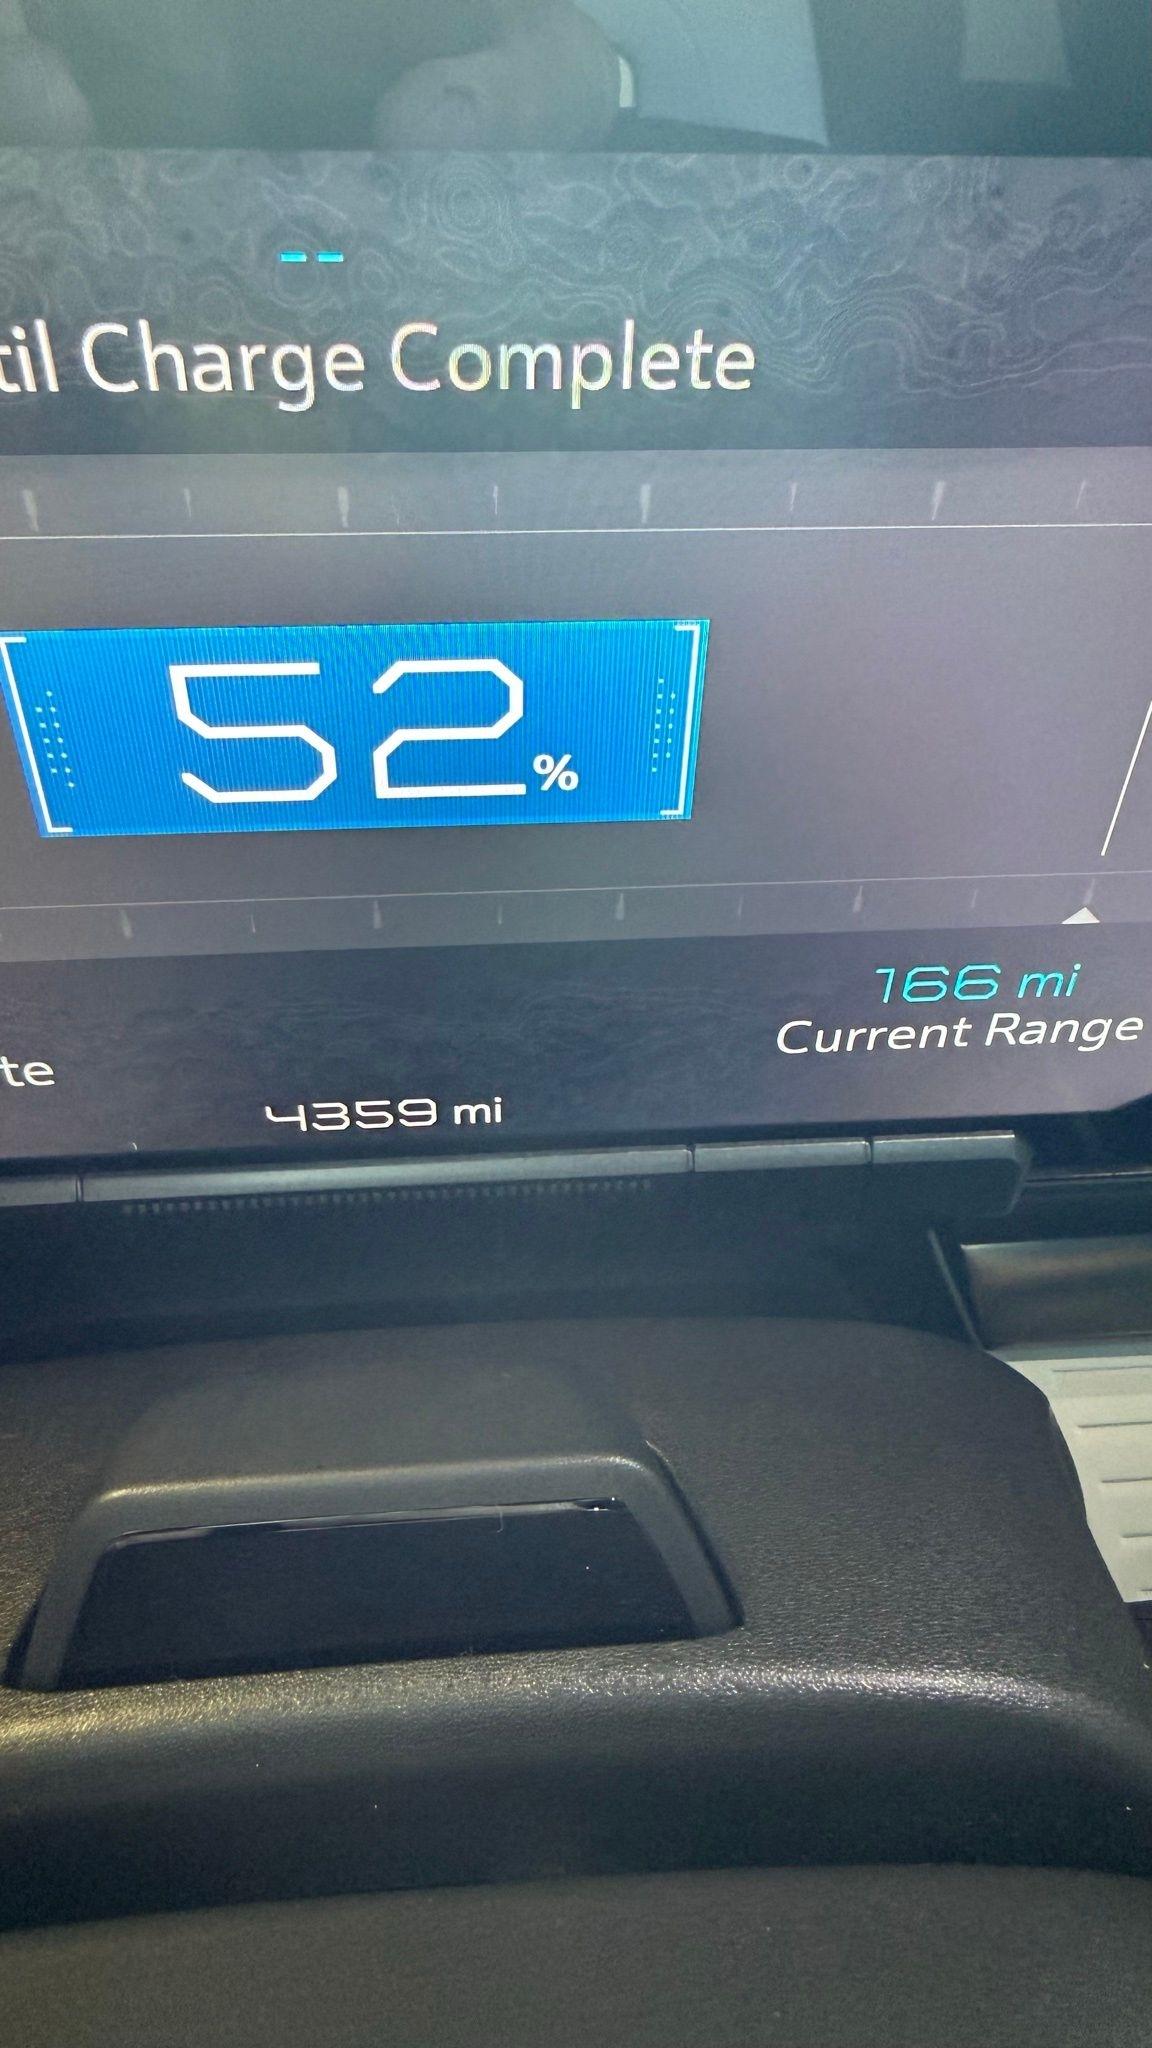 --
til Charge Complete
52%
166 mi
Current Range
te
4359 mi